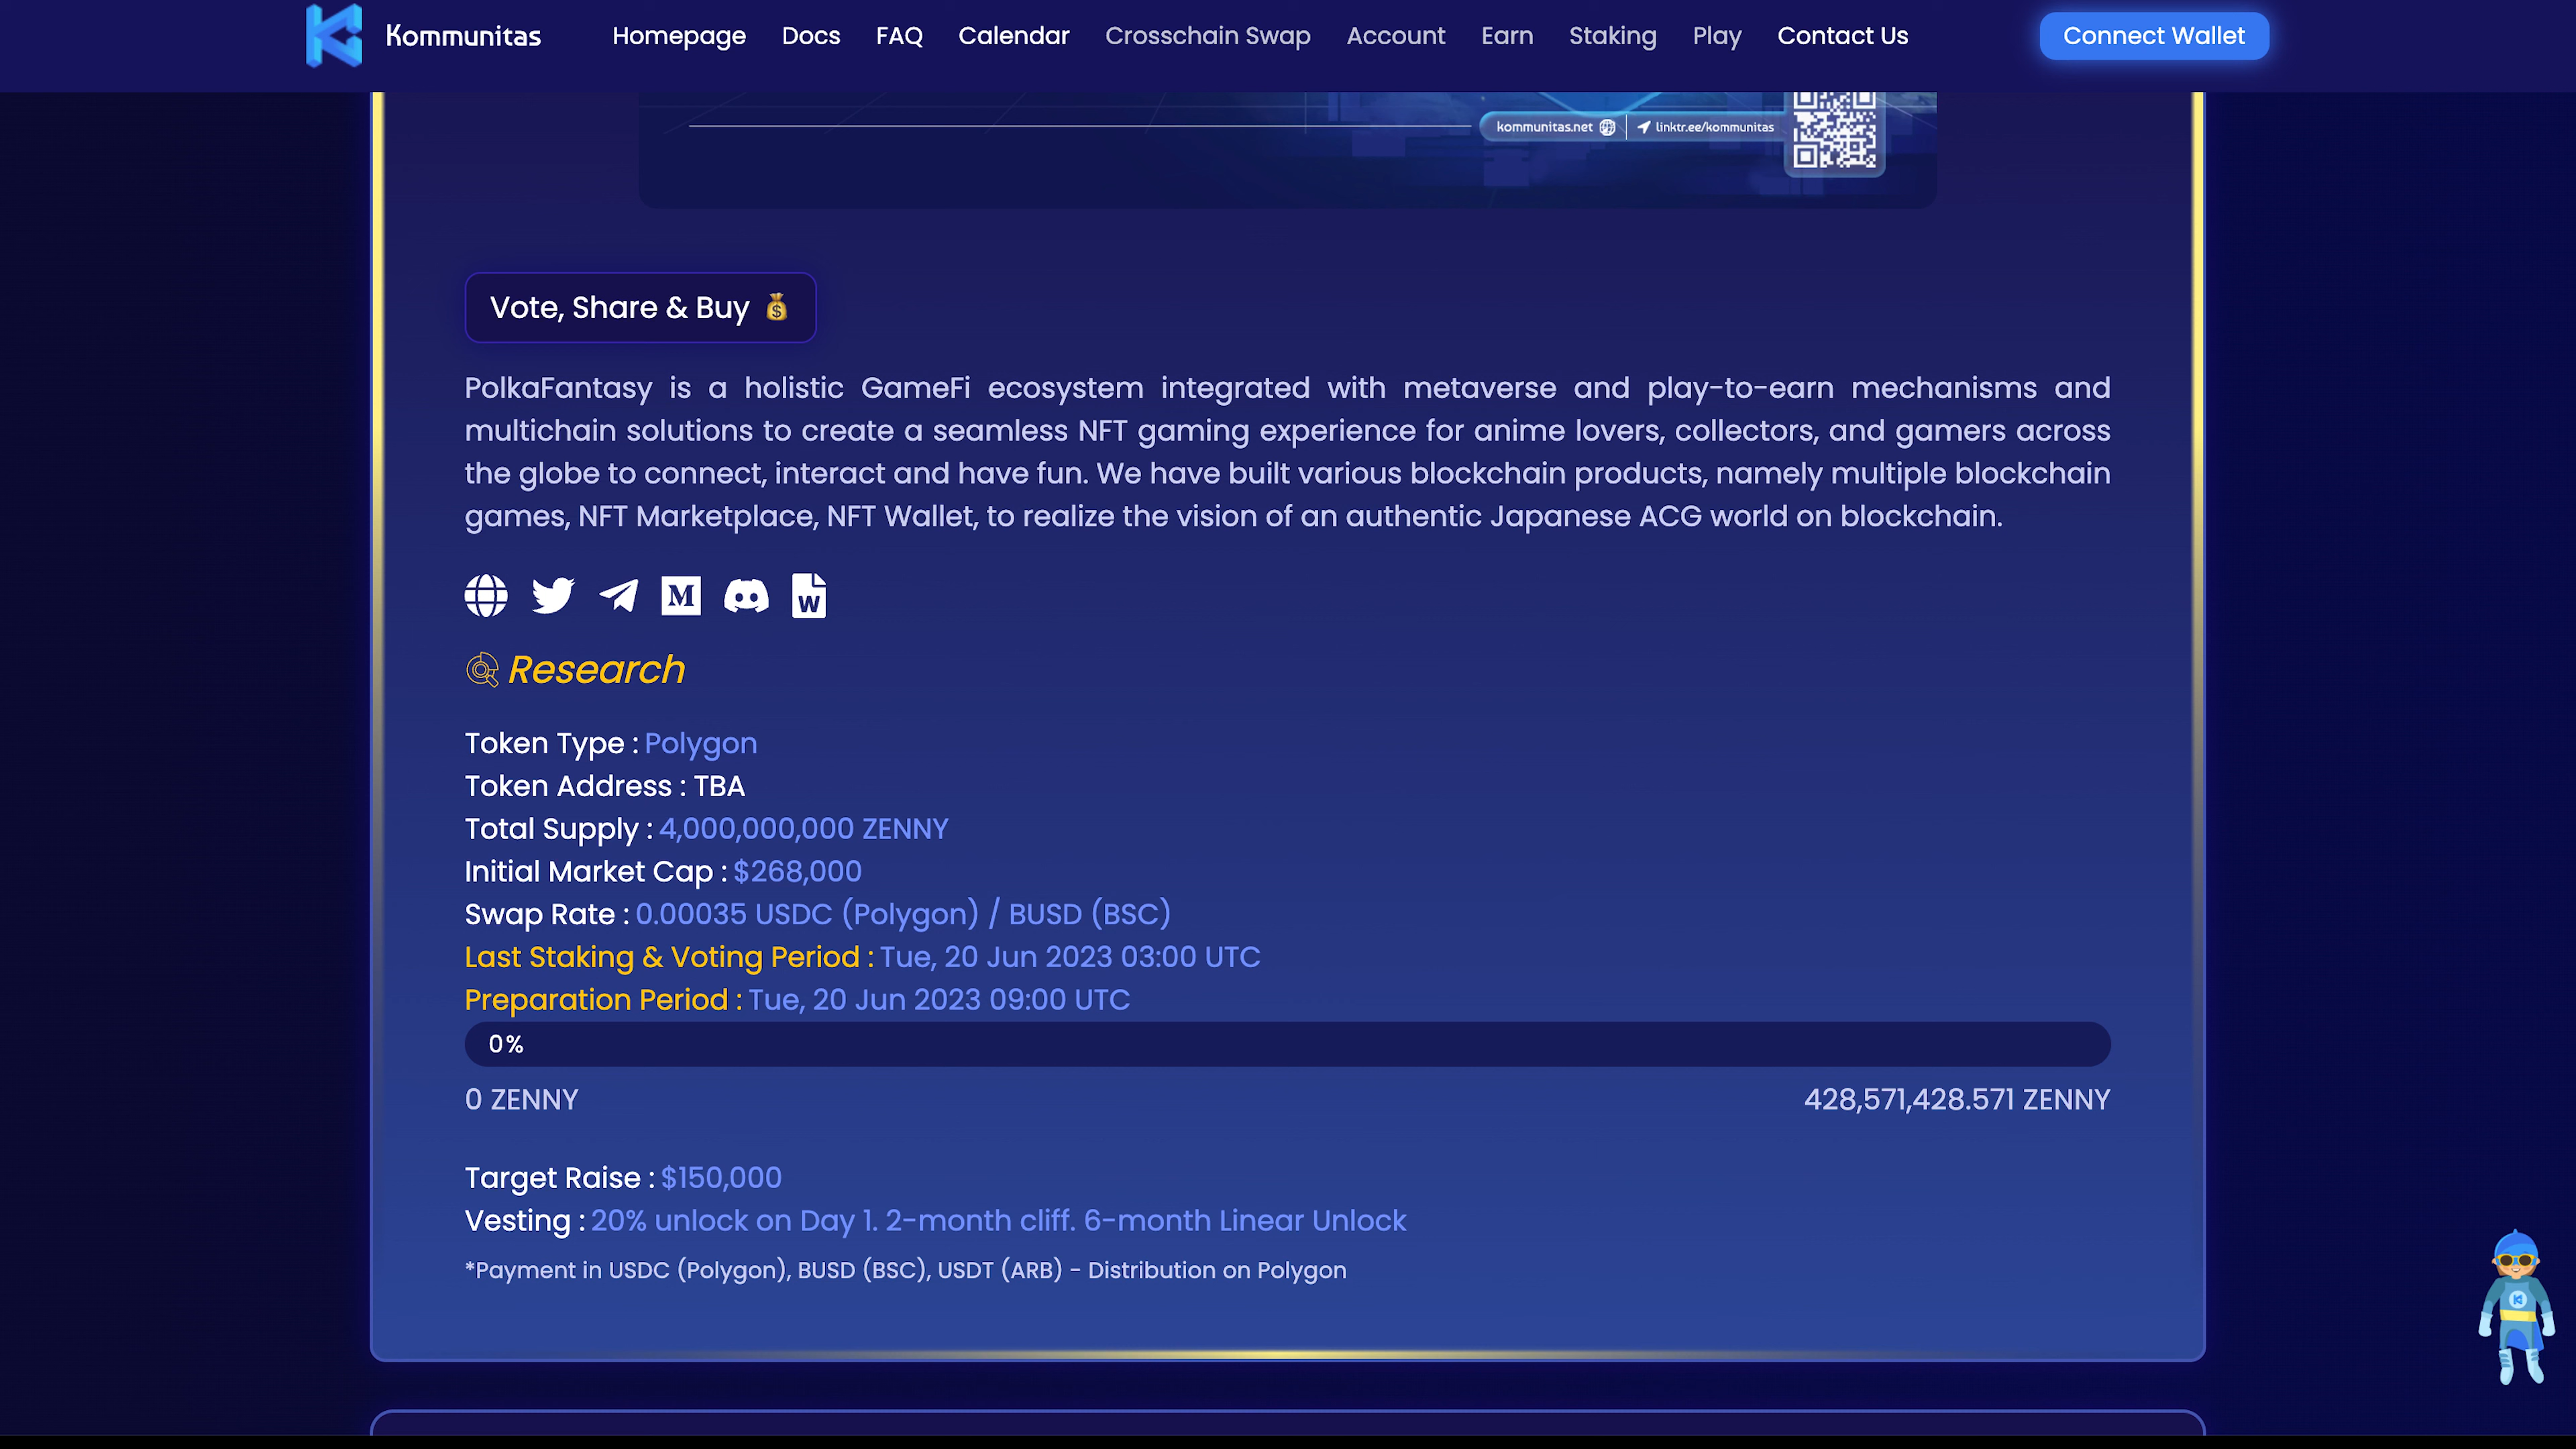 Kommunitas
Homepage Docs FAQ Calendar Crosschain Swap Account Earn Staking Play Contact Us Connect Wallet
kommunitas.net linktr.ee/kommunitas
Vote, Share & Buy
PolkaFantasy is a holistic GameFi ecosystem integrated with metaverse and play-to-earn mechanisms and
multichain solutions to create a seamless NFT gaming experience for anime lovers, collectors, and gamers across
the globe to connect, interact and have fun. We have built various blockchain products, namely multiple blockchain
games, NFT Marketplace, NFT Wallet, to realize the vision of an authentic Japanese ACG world on blockchain.
Research
Token Type : Polygon
Token Address : TBA
Total Supply : 4,000,000,000 ZENNY
Initial Market Cap : $268,000
Swap Rate : 0.00035 USDC (Polygon) / BUSD (BSC)
Last Staking & Voting Period : Tue, 20 Jun 2023 03:00 UTC
Preparation Period : Tue, 20 Jun 2023 09:00 UTC
0%
0 ZENNY 428,571,428.571 ZENNY
Target Raise : $150,000
Vesting : 20% unlock on Day 1. 2-month cliff. 6-month Linear Unlock
*Payment in USDC (Polygon), BUSD (BSC), USDT (ARB) - Distribution on Polygon